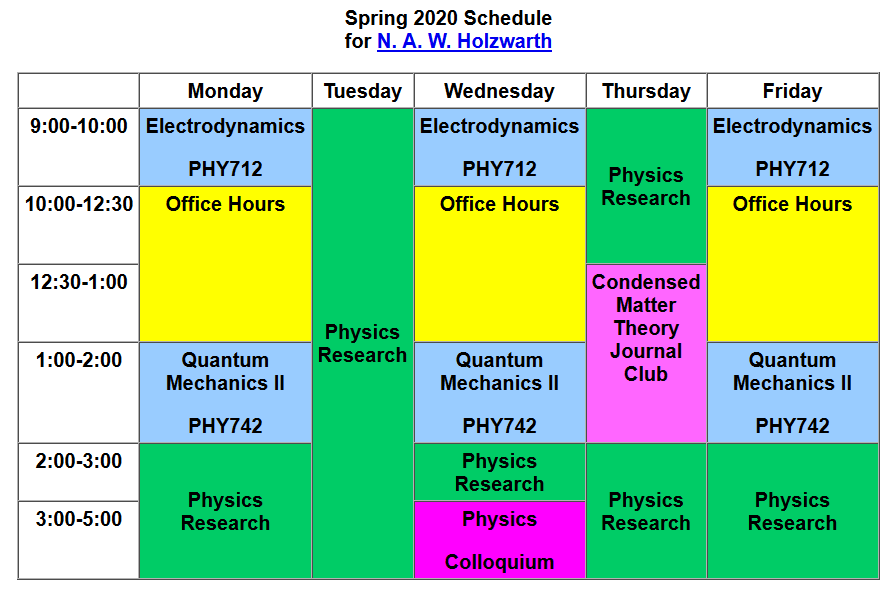 Spring 2020 Schedule
for N. A. W. Holzwarth
Monday Tuesday Wednesday Thursday Friday
9:00-10:00
Electrodynamics
PHY712
Physics
Research
Electrodynamics
PHY712
Physics
Research
Electrodynamics
PHY712
10:00-12:30
Office Hours
Office Hours
Office Hours
12:30-1:00
Condensed
Matter
Theory
Journal
Club
1:00-2:00
Quantum
Mechanics II
PHY742
Quantum
Mechanics II
PHY742
Quantum
Mechanics II
PHY742
2:00-3:00
Physics
Research
Physics
Research
Physics
Research
Physics
Research
3:00-5:00
Physics
Colloquium